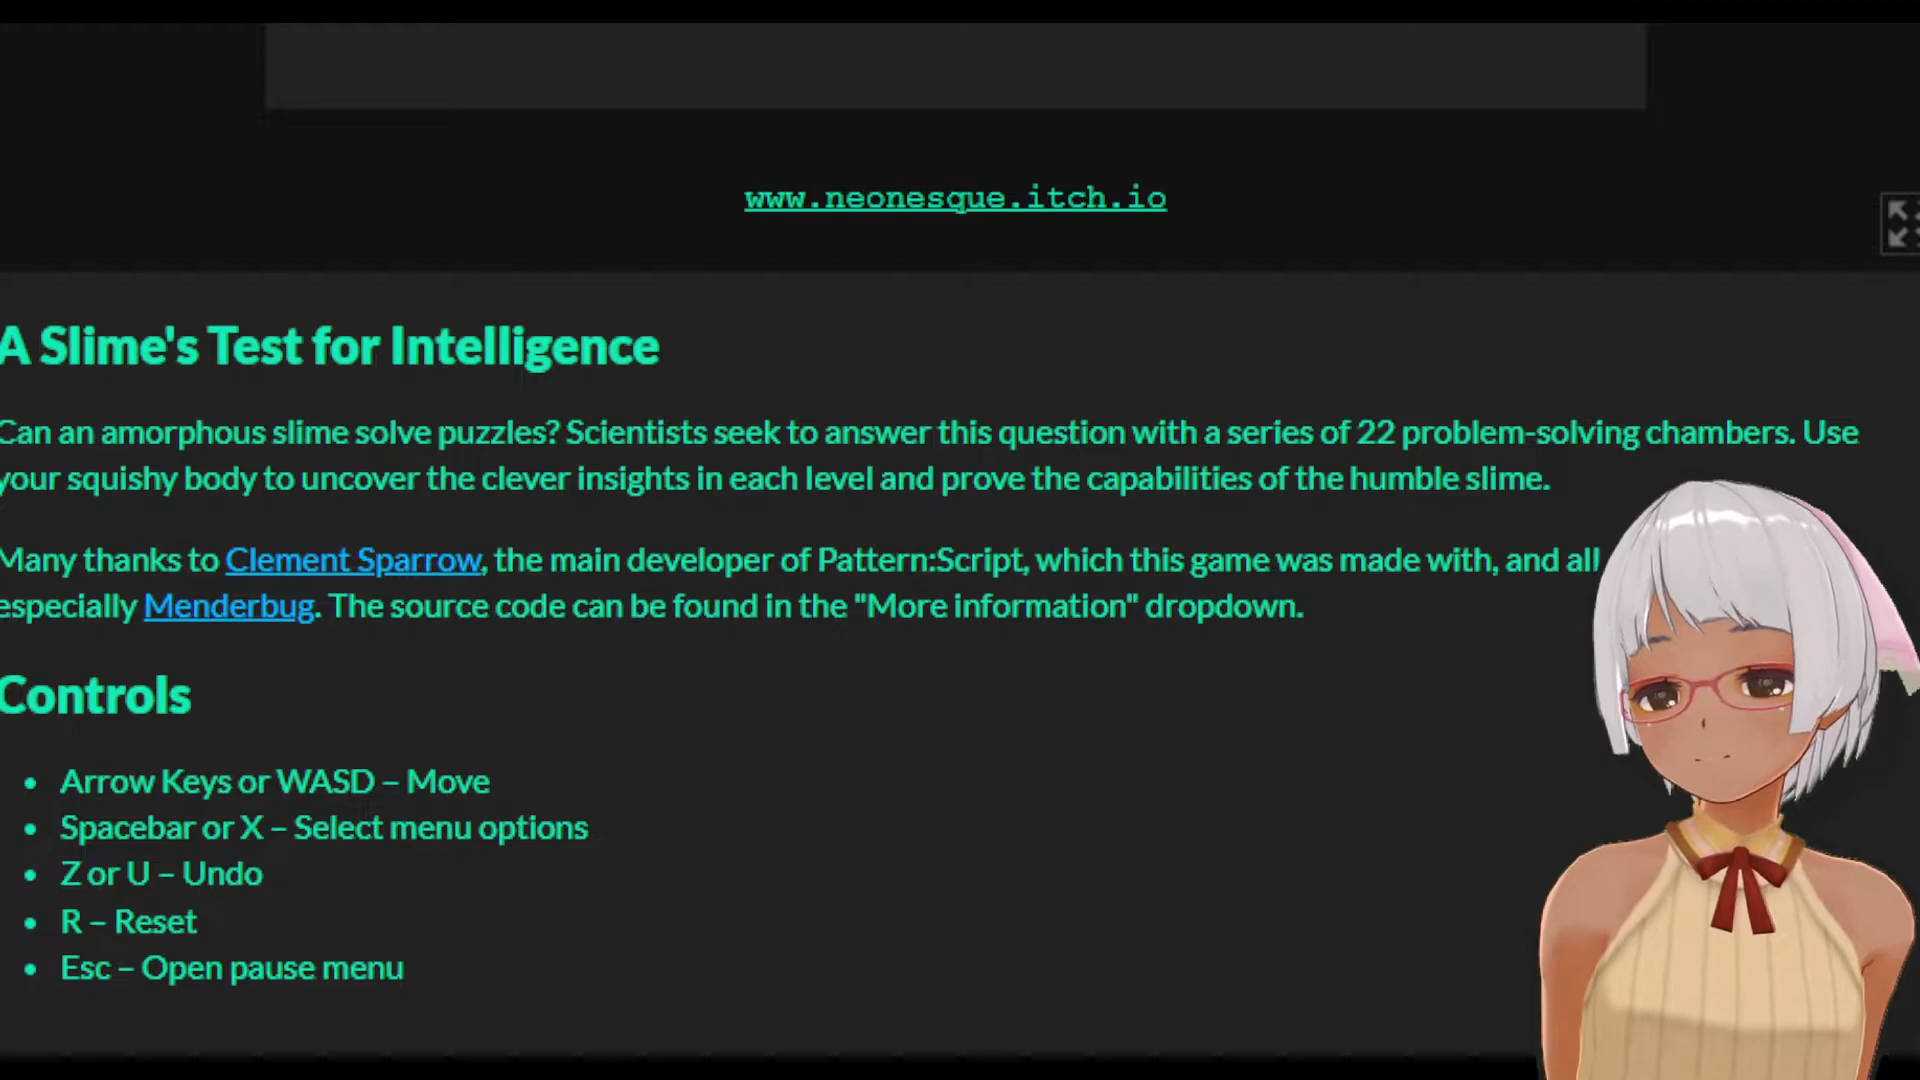 www.neonesque.itch.io
A Slime's Test for Intelligence
Can an amorphous slime solve puzzles? Scientists seek to answer this question with a series of 22 problem-solving chambers. Use
your squishy body to uncover the clever insights in each level and prove the capabilities of the humble slime.
Many thanks to Clement Sparrow, the main developer of Pattern:Script, which this game was made with, and all
especially Menderbug. The source code can be found in the "More information" dropdown.
Controls
• Arrow Keys or WASD – Move
• Spacebar or X – Select menu options
• Z or U – Undo
• R – Reset
• Esc – Open pause menu